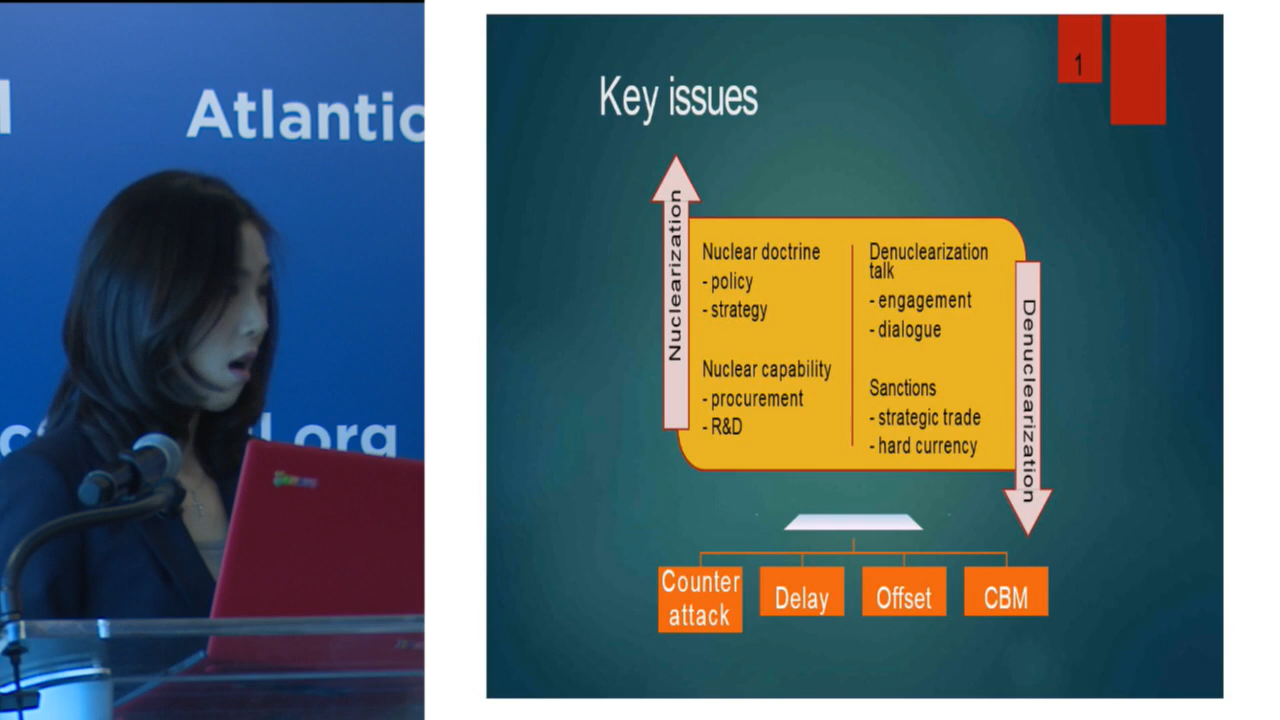 Atlantic
org
1
Key issues
Nuclearization
Nuclear doctrine
- policy
- strategy
Nuclear capability
- procurement
- R&D
Denuclearization
talk
- engagement
- dialogue
Sanctions
- strategic trade
- hard currency
Denuclearization
Counter
attack
Delay
Offset
CBM